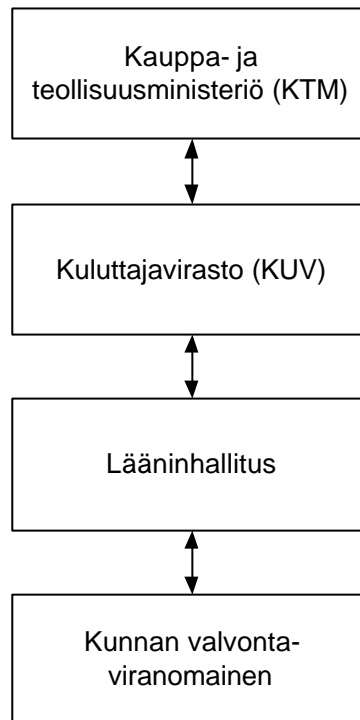 Kauppa- ja
teollisuusministeriö (KTM)
Kuluttajavirasto (KUV)
Lääninhallitus
Kunnan valvonta-
viranomainen